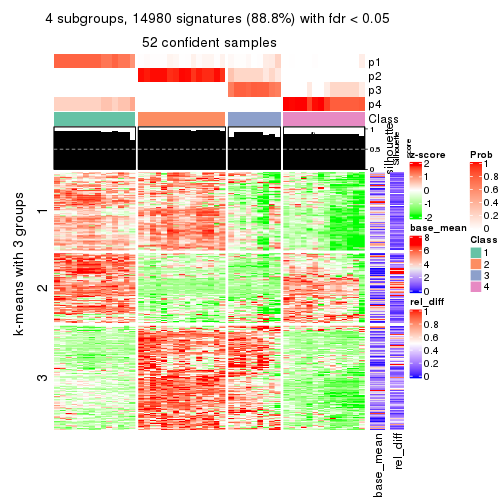 4 subgroups, 14980 signatures (88.8%) with fdr < 0.05
52 confident samples
p1
p2
p3
p4
Class
1
0.5
0
silhouette
Silhouette
score
k-means with 3 groups
1
2
3
base_mean
rel_diff
z-score
2
1
0
-1
-2
base_mean
8
6
4
2
0
rel_diff
1
0.8
0.6
0.4
0.2
0
Prob
1
0.8
0.6
0.4
0.2
0
Class
1
2
3
4